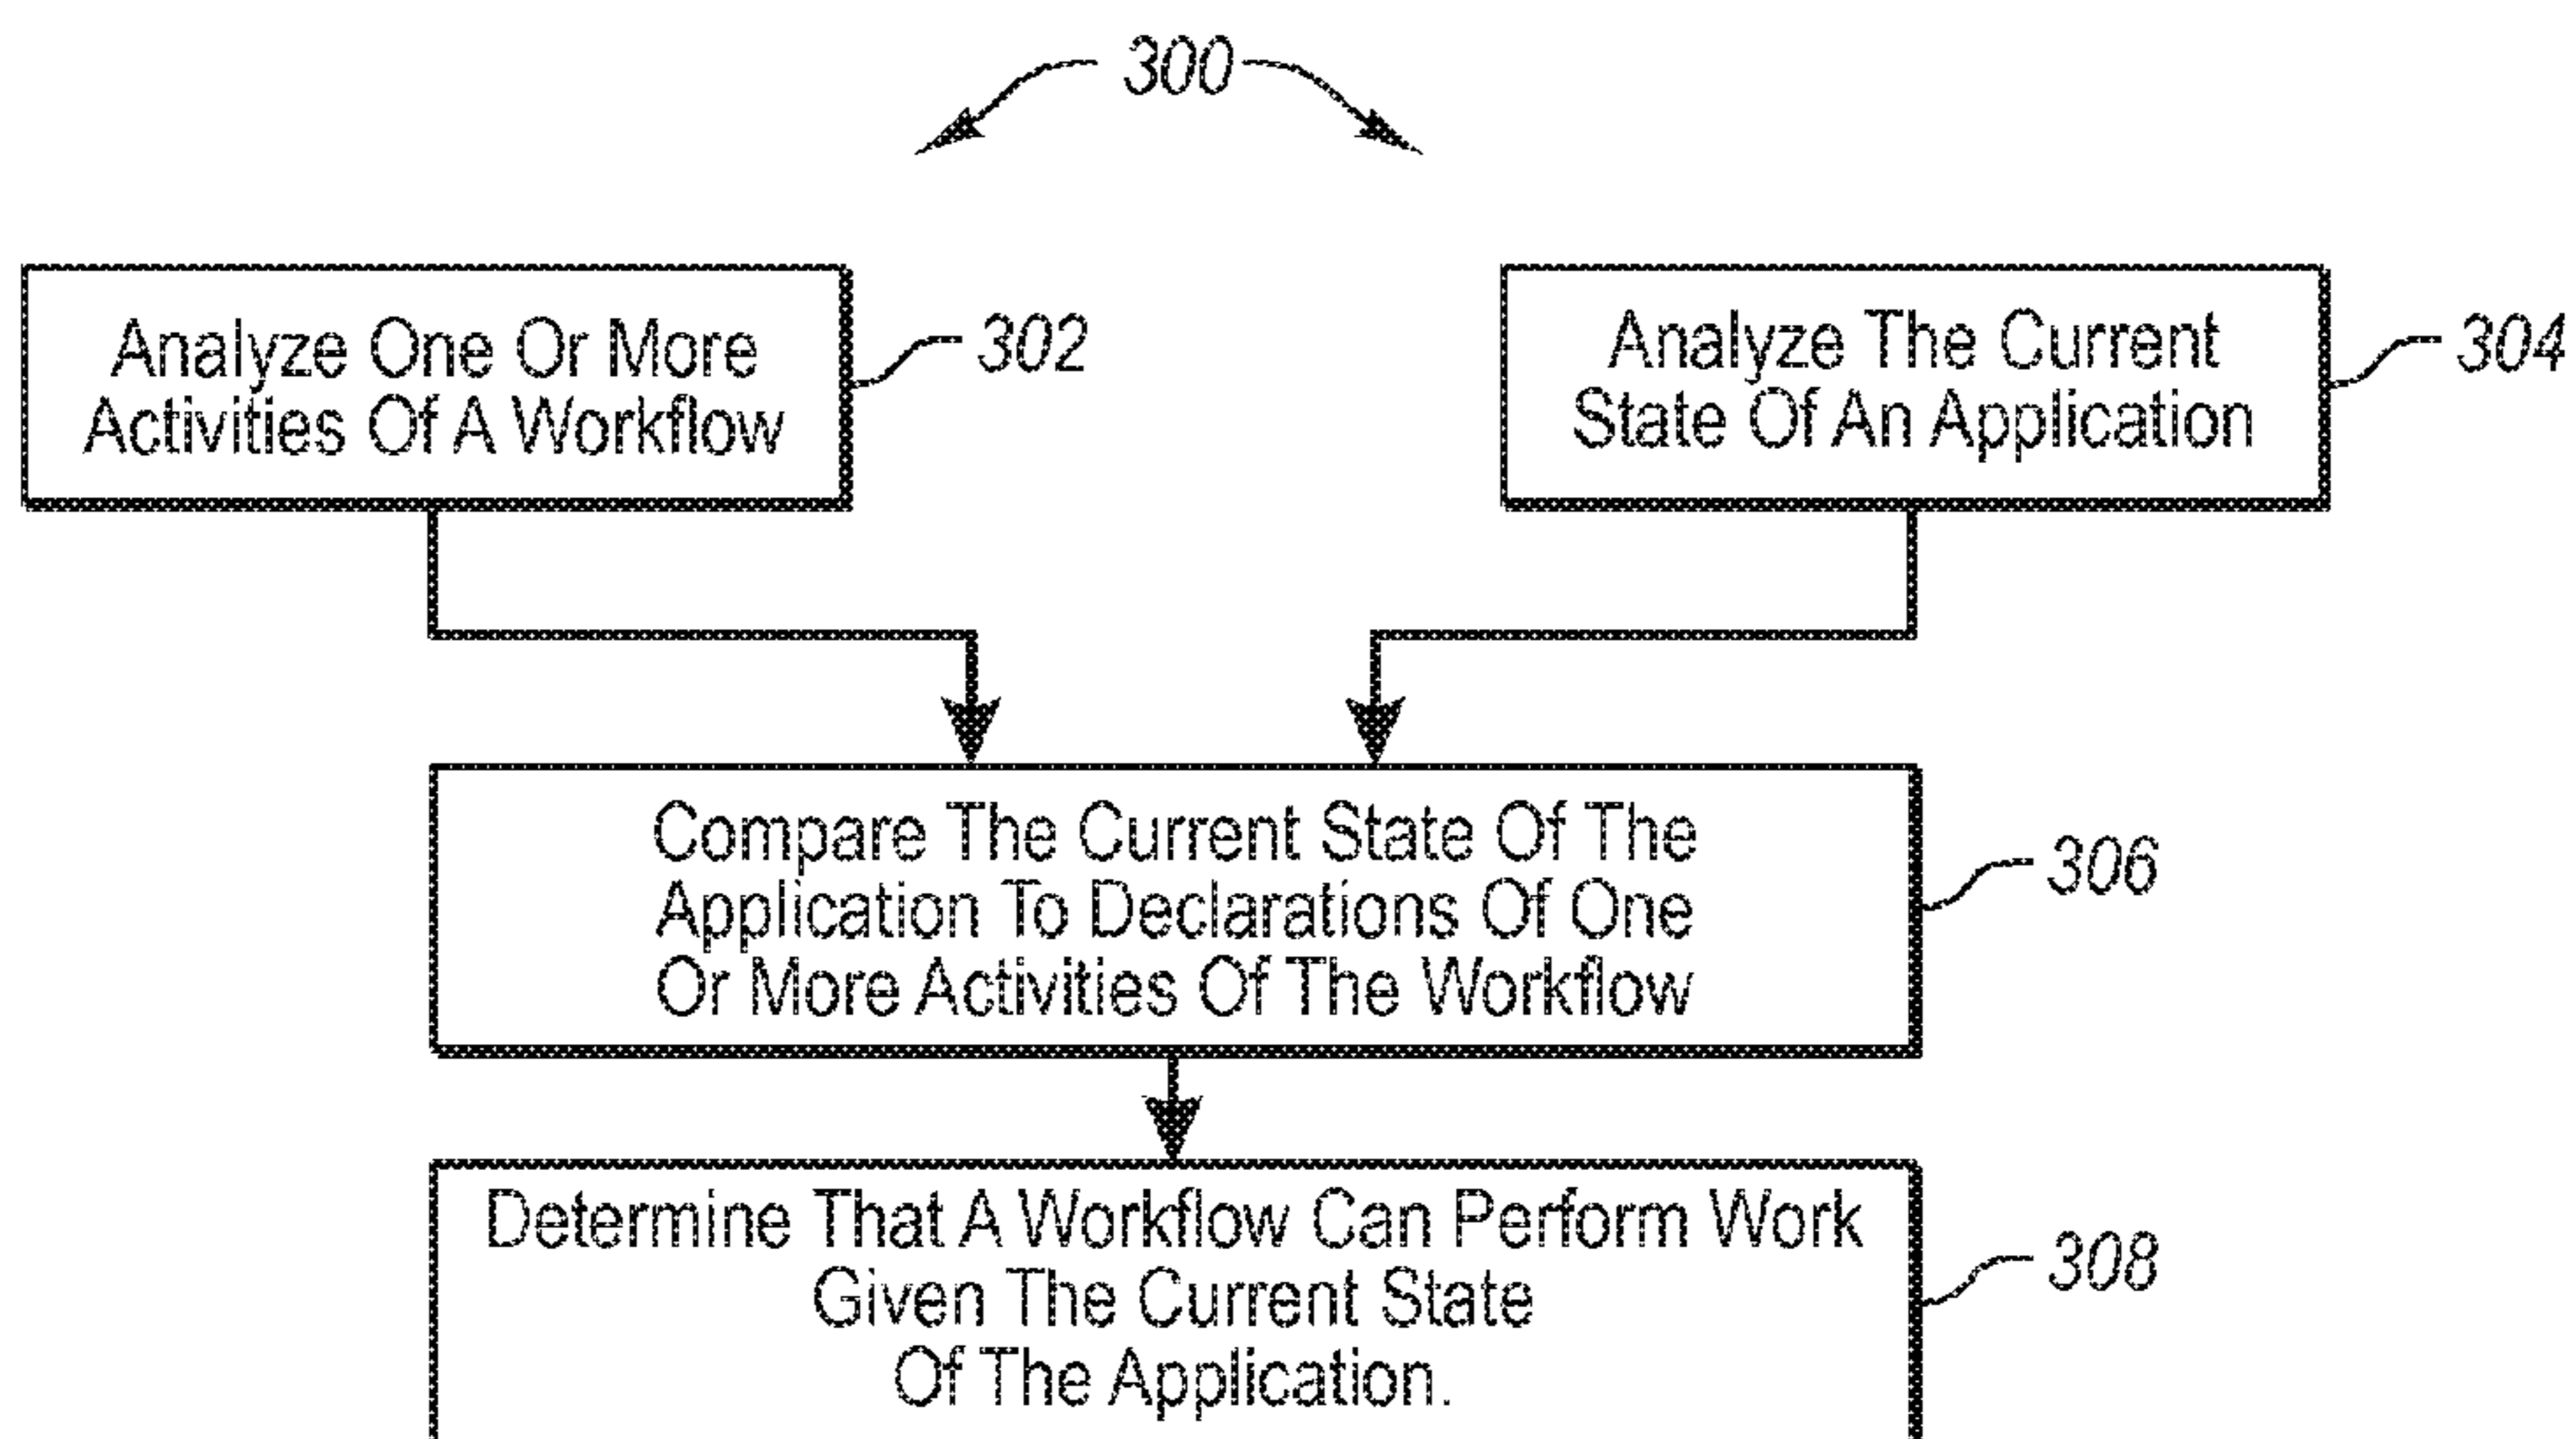 300
Analyze One Or More
Activities Of A Workflow
302
Analyze The Current
State Of An Application
304
Compare The Current State Of The
Application To Declarations Of One
Or More Activities Of The Workflow
306
Determine That A Workflow Can Perform Work
Given The Current State
Of The Application.
308